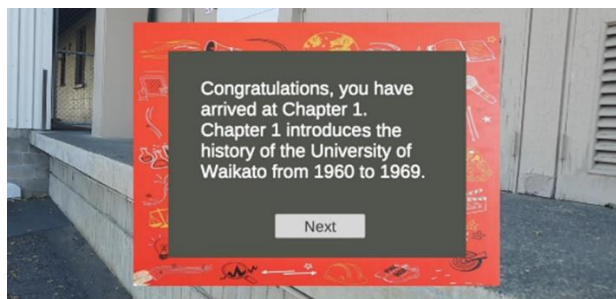 Congratulations, you have
arrived at Chapter 1.
Chapter 1 introduces the
history of the University of
Waikato from 1960 to 1969.
Next